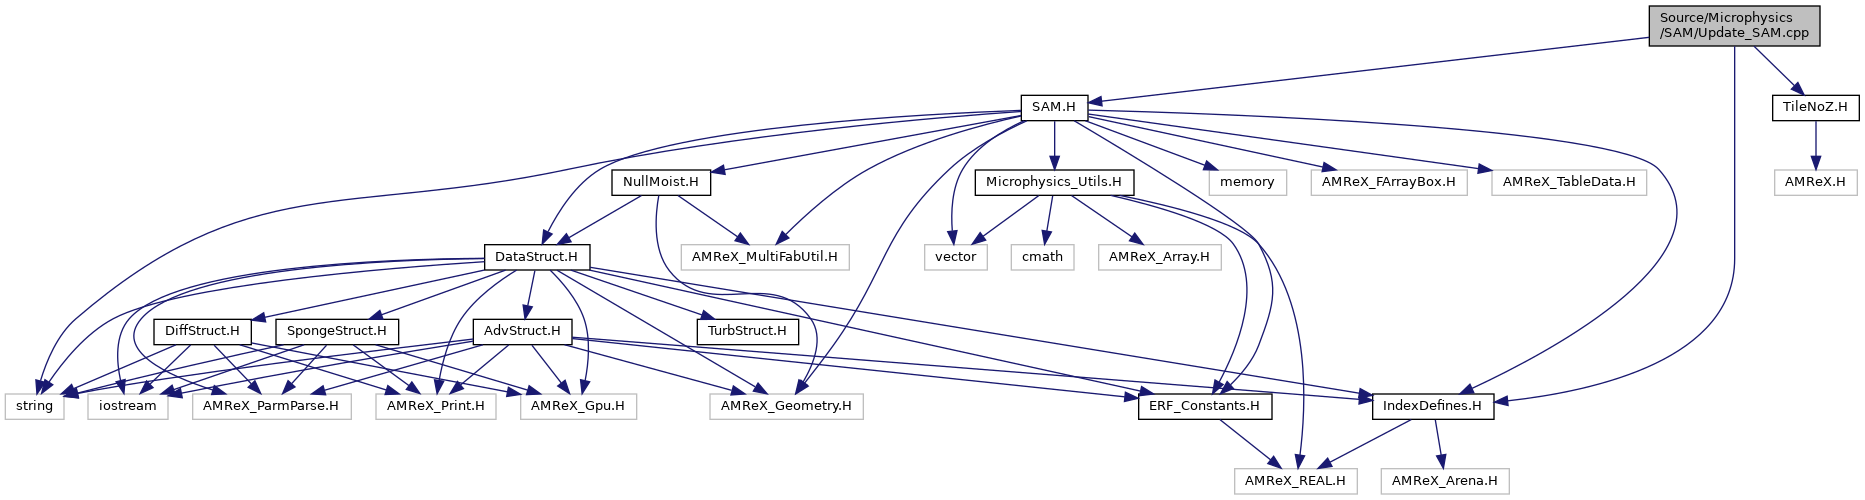 Source/Microphysics
/SAM/Update_SAM.cpp
SAM.H
TileNoZ.H
NullMoist.H
Microphysics_Utils.H
memory
AMReX_FArrayBox.H
AMReX_TableData.H
AMReX.H
DataStruct.H
AMReX_MultiFabUtil.H
vector
cmath
AMReX_Array.H
DiffStruct.H
SpongeStruct.H
AdvStruct.H
TurbStruct.H
string
iostream
AMReX_ParmParse.H
AMReX_Print.H
AMReX_Gpu.H
AMReX_Geometry.H
ERF_Constants.H
IndexDefines.H
AMReX_REAL.H
AMReX_Arena.H